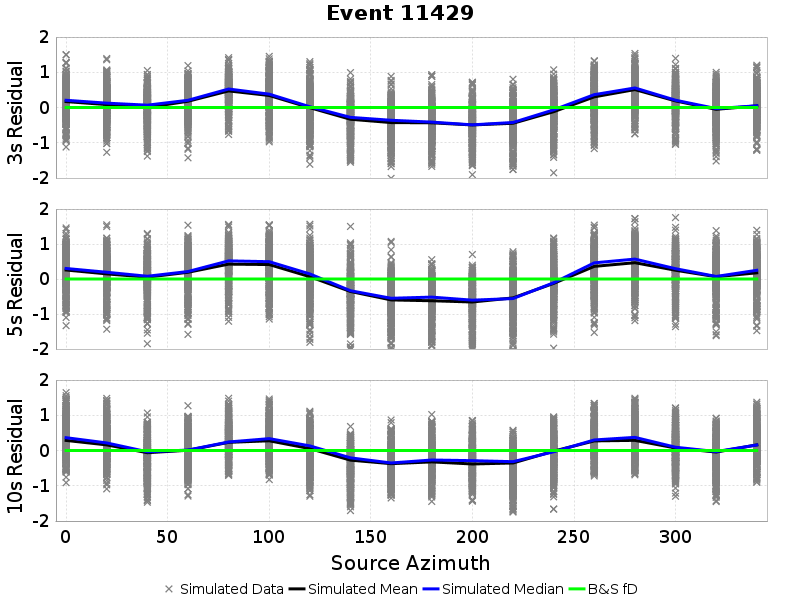 Event 11429
3s Residual
2
1
0
-1
-2
5s Residual
2
1
0
-1
-2
10s Residual
2
1
0
-1
-2
0 50 100 150 200 250 300
Source Azimuth
Simulated Data Simulated Mean Simulated Median B&S fD